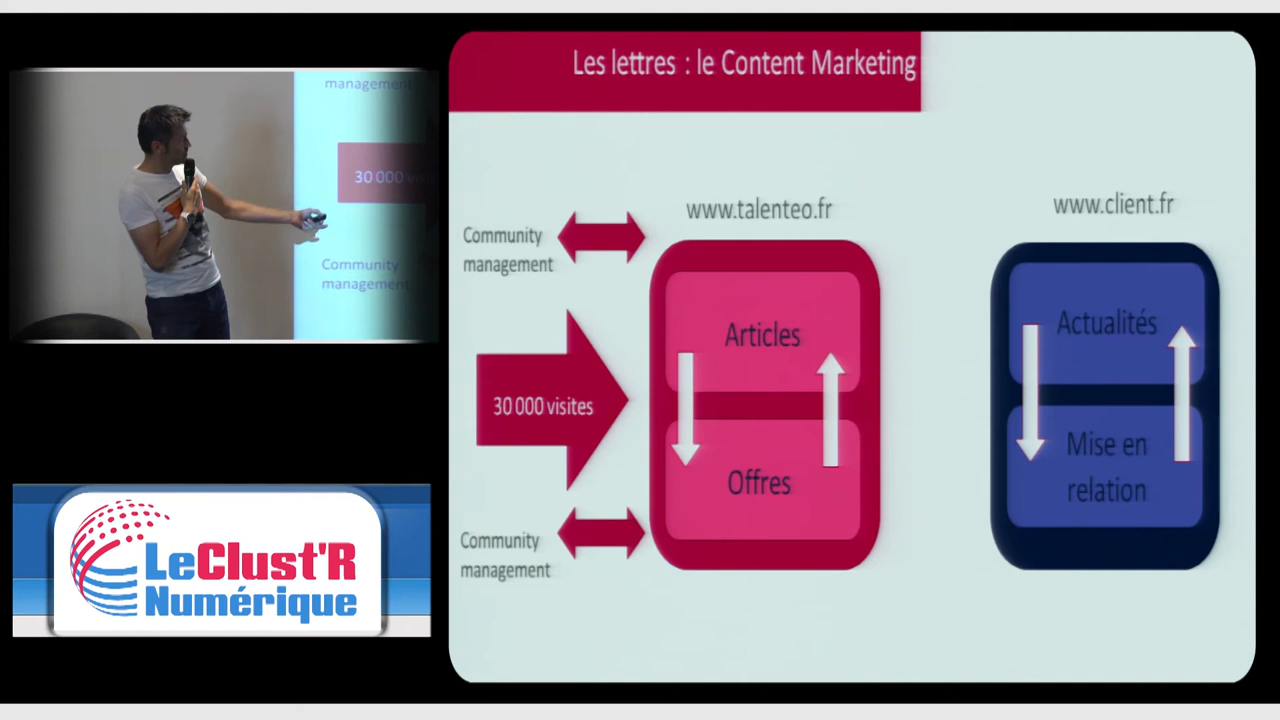 management
30 000
Community
management
LeClust'R
Numérique
Les lettres : le Content Marketing
www.talenteo.fr
www.client.fr
Community
management
Articles
Actualités
30 000 visites
Offres
Mise en
relation
Community
management